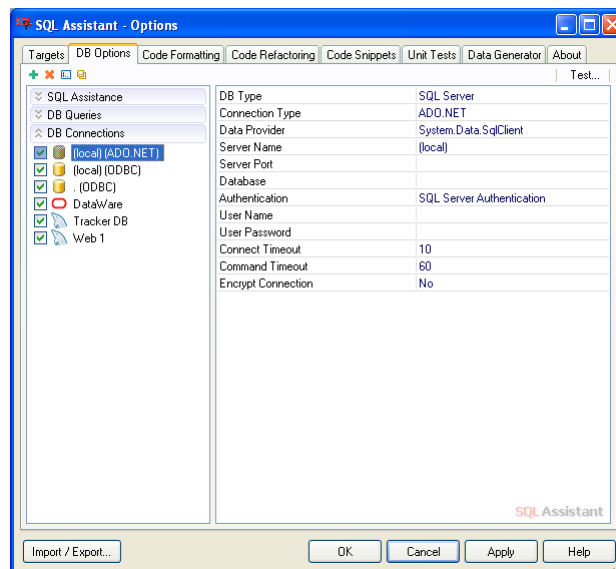 SQL Assistant - Options
Targets DB Options Code Formatting Code Refactoring Code Snippets Unit Tests Data Generator About
Test...
SQL Assistance
DB Queries
DB Connections
(local) (ADO.NET)
(local) (ODBC)
. (ODBC)
DataWare
Tracker DB
Web 1
DB Type SQL Server
Connection Type ADO.NET
Data Provider System.Data.SqlClient
Server Name (local)
Server Port
Database
Authentication SQL Server Authentication
User Name
User Password
Connect Timeout 10
Command Timeout 60
Encrypt Connection No
SQL Assistant
Import / Export... OK Cancel Apply Help